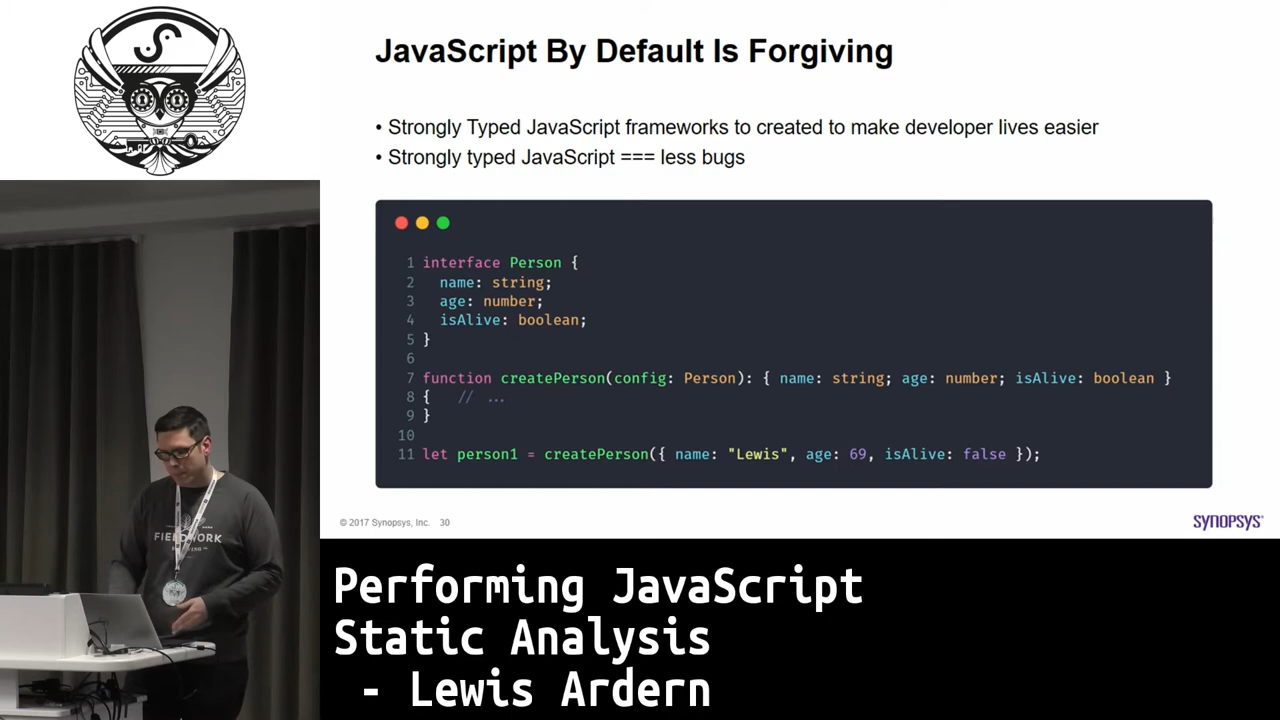 JavaScript By Default Is Forgiving
• Strongly Typed JavaScript frameworks to created to make developer lives easier
• Strongly typed JavaScript === less bugs
1 interface Person {
2 name: string;
3 age: number;
4 isAlive: boolean;
5 }
6
7 function createPerson(config: Person): { name: string; age: number; isAlive: boolean }
8 { // ...
9 }
10
11 let person1 = createPerson({ name: "Lewis", age: 69, isAlive: false });
© 2017 Synopsys, Inc. 30
SYNOPSYS®
FIELDWORK
Performing JavaScript
Static Analysis
- Lewis Ardern